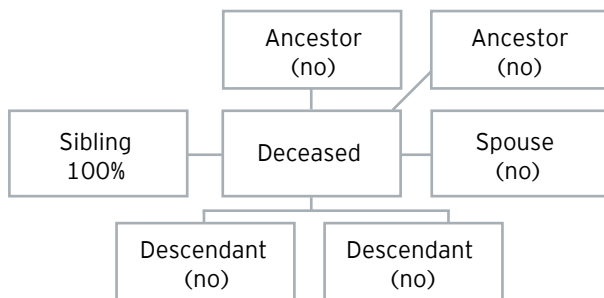 Ancestor
(no)
Ancestor
(no)
Sibling
100%
Deceased
Spouse
(no)
Descendant
(no)
Descendant
(no)